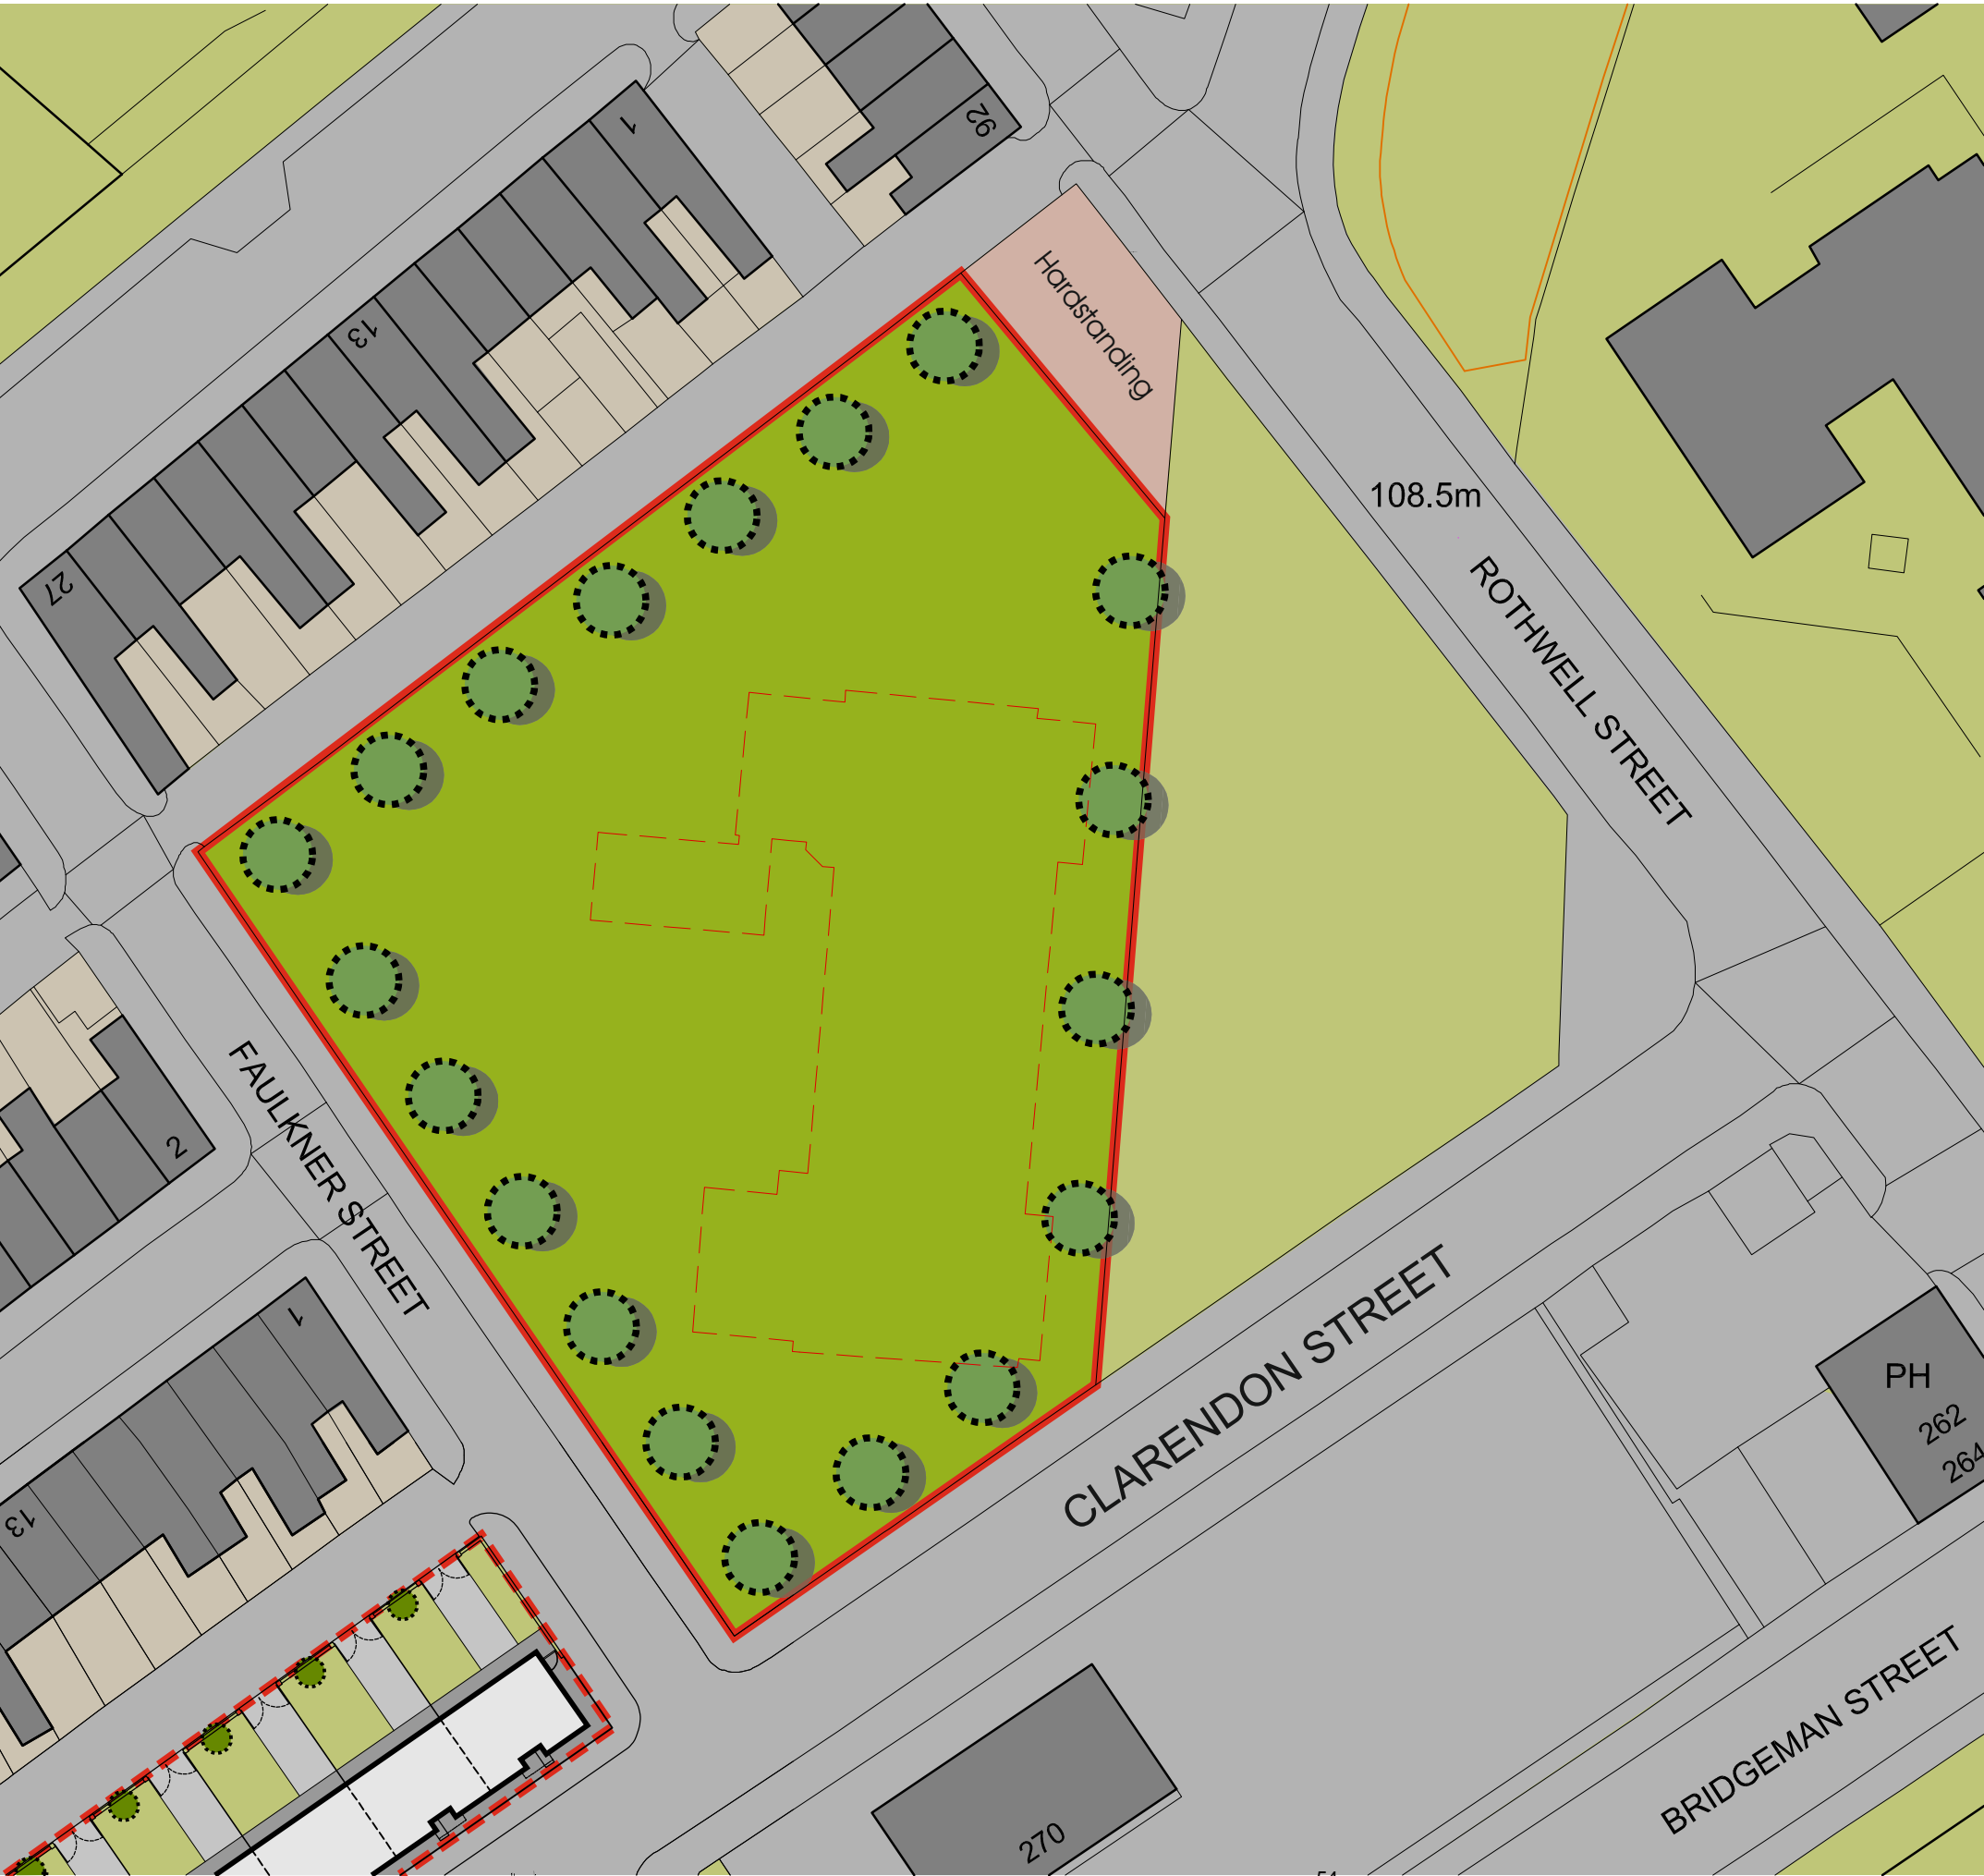 1
92
Hardstanding
13
108.5m
27
ROTHWELL STREET
FAULKNER STREET
2
1
CLARENDON STREET
PH
262
264
13
BRIDGEMAN STREET
270